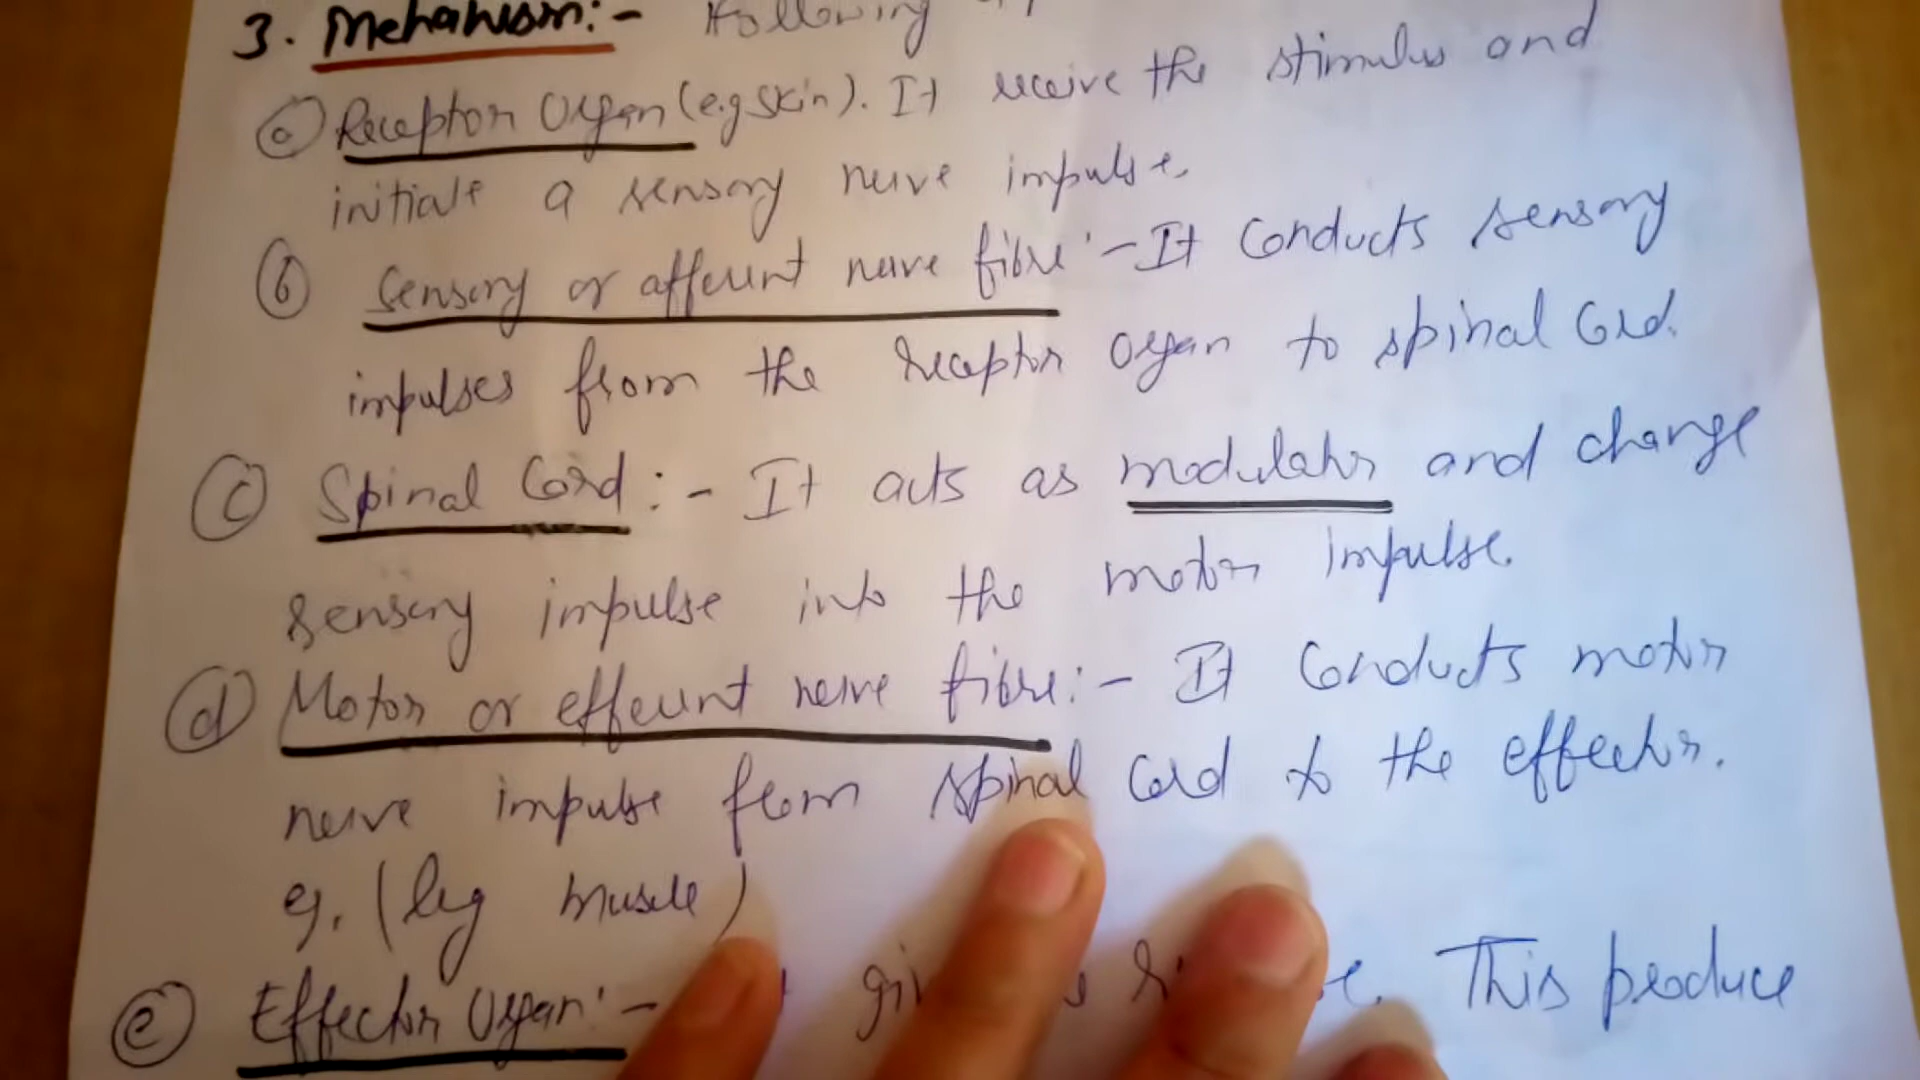 3. Mehanism:- Following
(a) Receptor Organ (e.g skin). It receive the stimulus and
initiate a sensory nerve impulse.
(b) Sensory or afferent nerve fibre:- It conducts sensory
impulses from the receptor organ to spinal Cord.
(c) Spinal Cord:- It acts as modulator and change
sensory impulse into the motor impulse.
(d) Motor or efferent nerve fibre:- It Conducts motor
nerve impulse from spinal Cord to the effector.
eg. (leg muscle)
(e) Effector Organ:- This produce